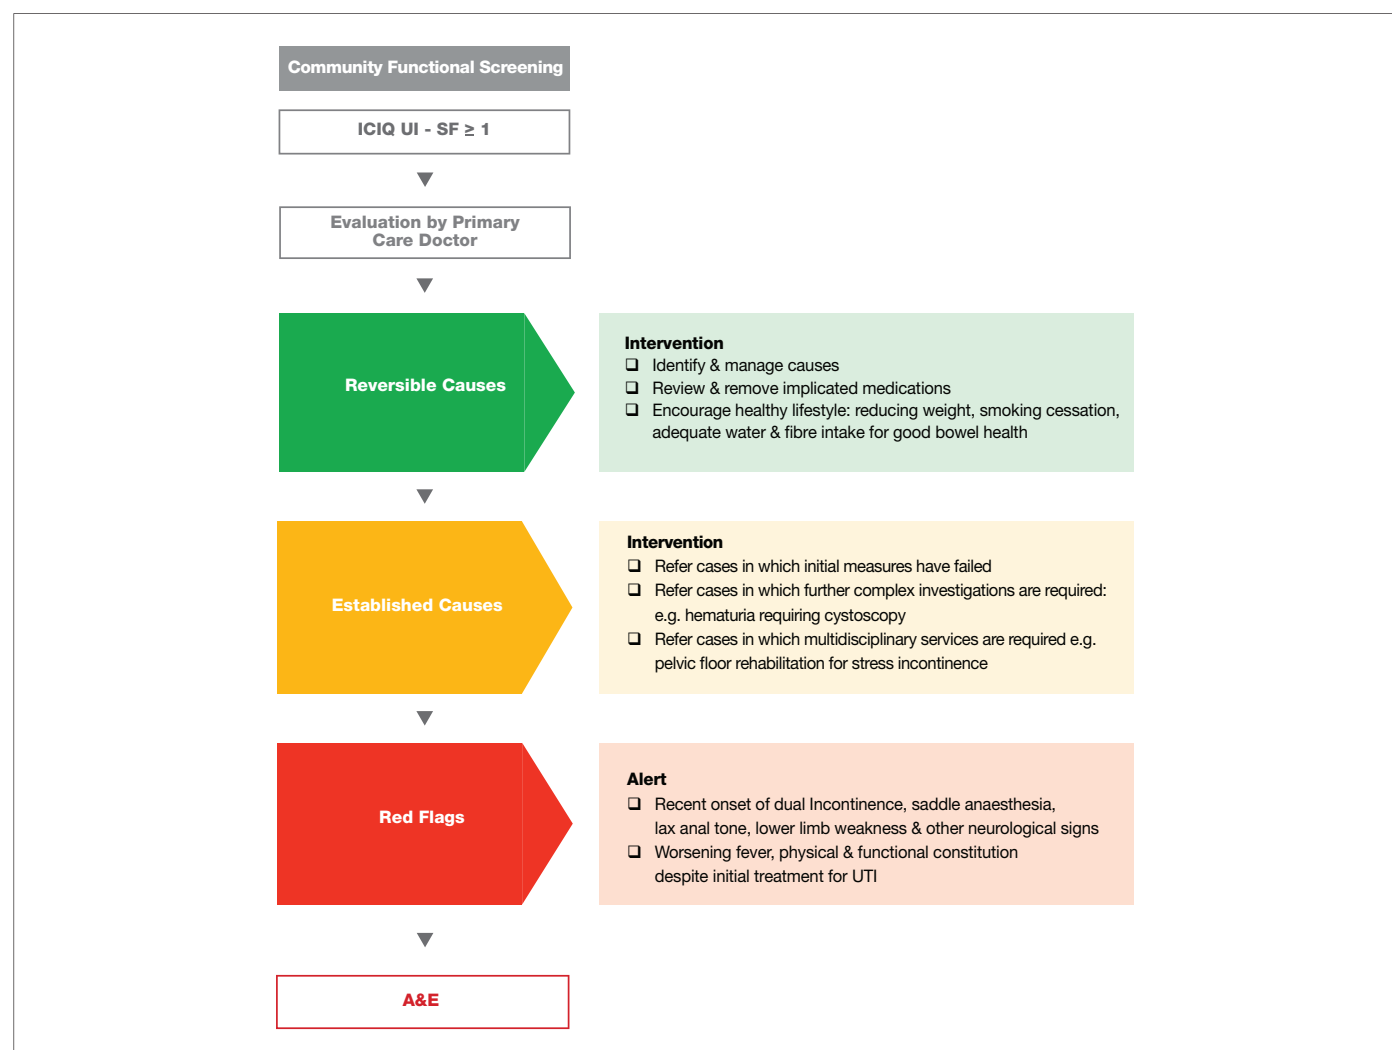 Community Functional Screening
ICIQ UI - SF ≥ 1
Evaluation by Primary
Care Doctor
Reversible Causes
Intervention
❑ Identify & manage causes
❑ Review & remove implicated medications
❑ Encourage healthy lifestyle: reducing weight, smoking cessation,
adequate water & fibre intake for good bowel health
Established Causes
Intervention
❑ Refer cases in which initial measures have failed
❑ Refer cases in which further complex investigations are required:
e.g. hematuria requiring cystoscopy
❑ Refer cases in which multidisciplinary services are required e.g.
pelvic floor rehabilitation for stress incontinence
Red Flags
Alert
❑ Recent onset of dual Incontinence, saddle anaesthesia,
lax anal tone, lower limb weakness & other neurological signs
❑ Worsening fever, physical & functional constitution
despite initial treatment for UTI
A&E